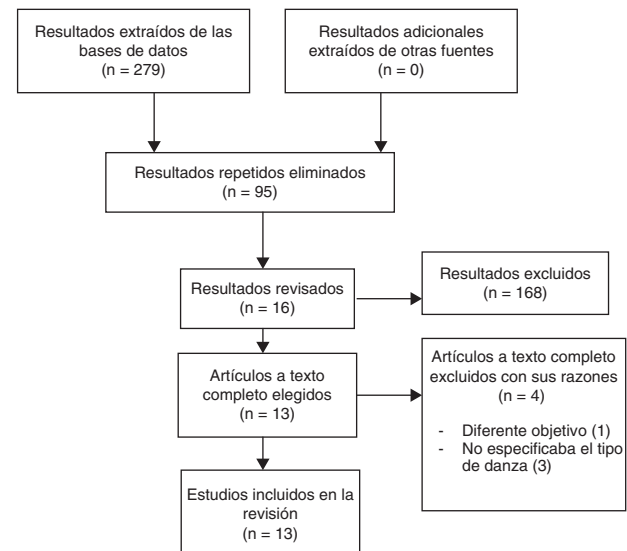 Resultados extraídos de las
bases de datos
(n = 279)
Resultados adicionales
extraídos de otras fuentes
(n = 0)
Resultados repetidos eliminados
(n = 95)
Resultados revisados
(n = 16)
Resultados excluidos
(n = 168)
Artículos a texto
completo elegidos
(n = 13)
Artículos a texto completo
excluidos con sus razones
(n = 4)
- Diferente objetivo (1)
- No especificaba el tipo
de danza (3)
Estudios incluidos en la
revisión
(n = 13)